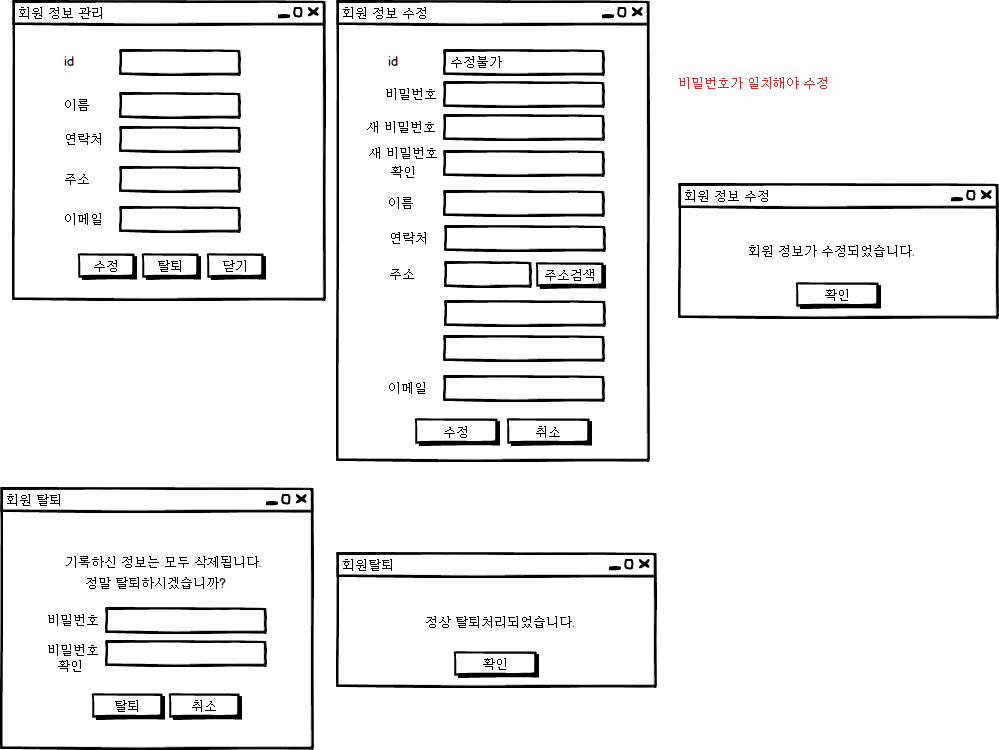 회원 정보 관리
id
이름
연락처
주소
이메일
수정 탈퇴 닫기
회원 정보 수정
id 수정불가
비밀번호
새 비밀번호
새 비밀번호
확인
이름
연락처
주소 주소검색
이메일
수정 취소
비밀번호가 일치해야 수정
회원 정보 수정
회원 정보가 수정되었습니다.
확인
회원 탈퇴
기록하신 정보는 모두 삭제됩니다.
정말 탈퇴하시겠습니까?
비밀번호
비밀번호
확인
탈퇴 취소
회원탈퇴
정상 탈퇴처리되었습니다.
확인